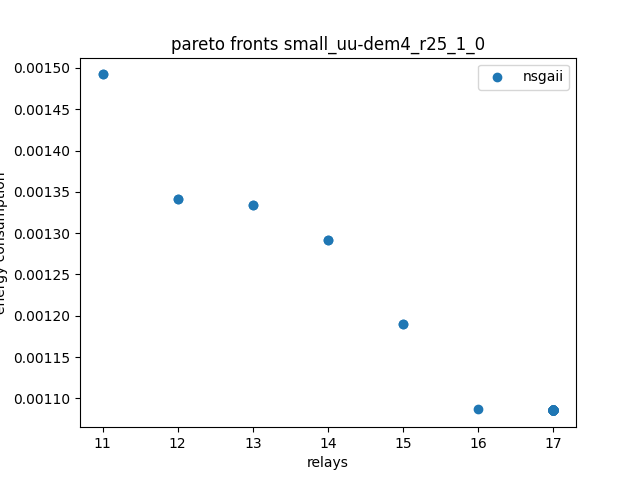 pareto fronts small_uu-dem4_r25_1_0
nsgaii
0.00150
0.00145
0.00140
0.00135
0.00130
0.00125
0.00120
0.00115
0.00110
energy consumption
11 12 13 14 15 16 17
relays